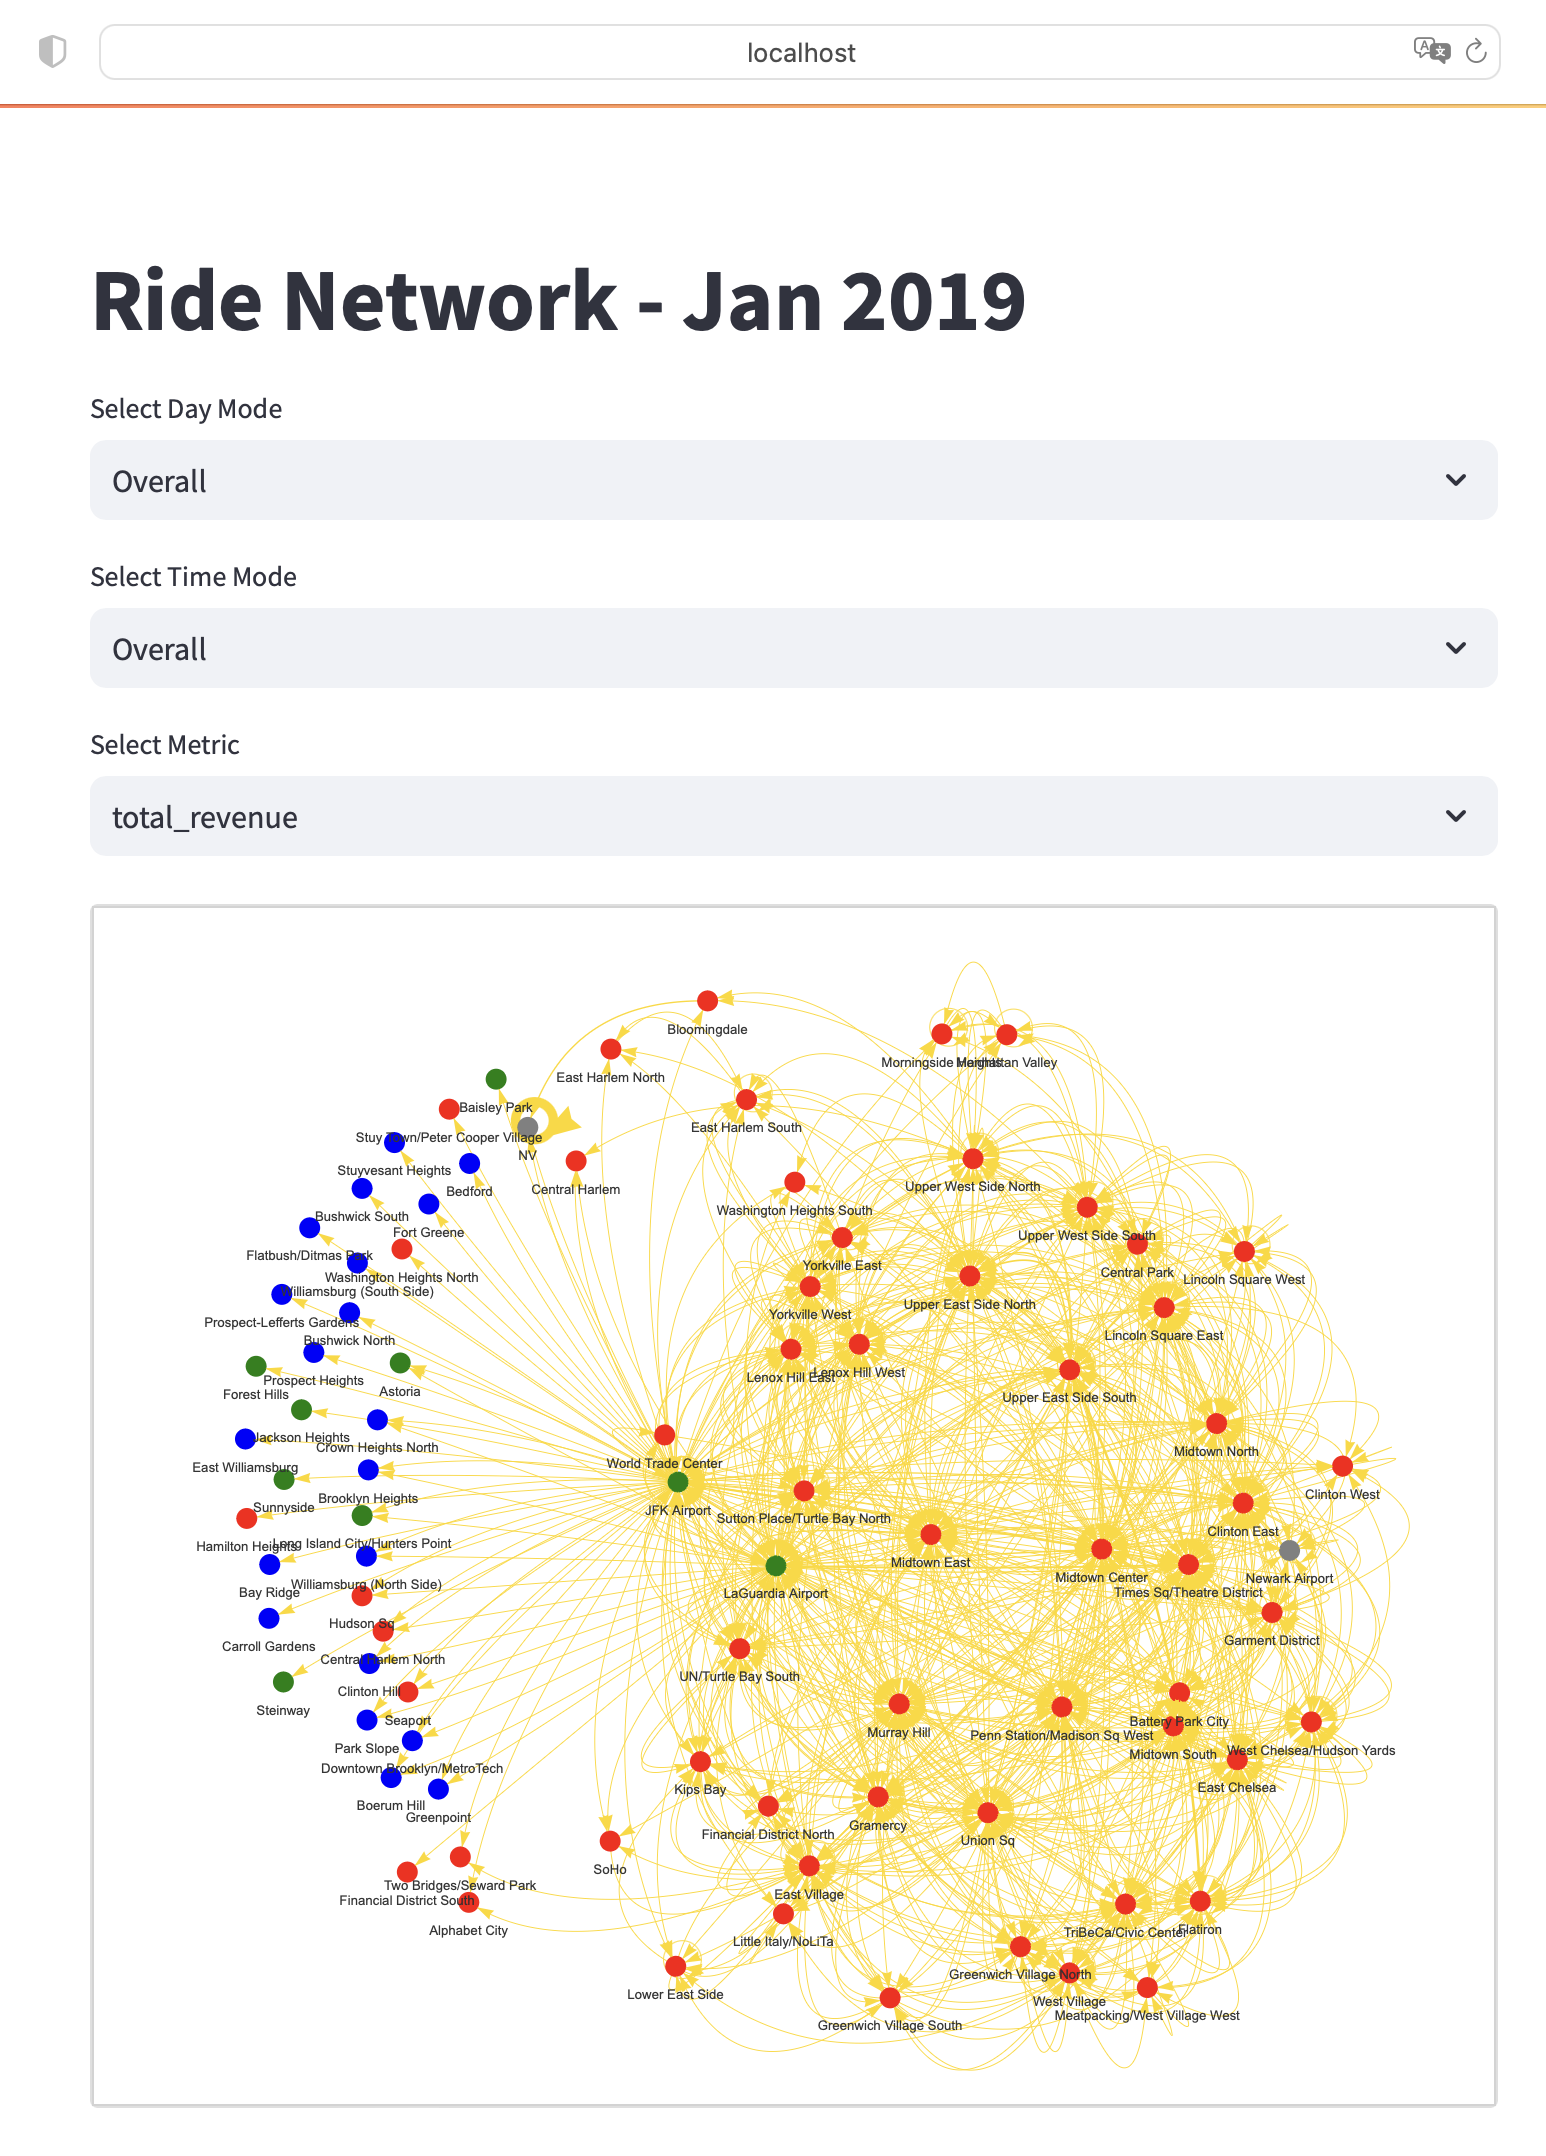 localhost
Ride Network - Jan 2019
Select Day Mode
Overall
Select Time Mode
Overall
Select Metric
total_revenue
Bloomingdale
Morningside Heights
Manhattan Valley
East Harlem North
Baisley Park
East Harlem South
Stuy Town/Peter Cooper Village
NV
Stuyvesant Heights
Bedford
Central Harlem
Upper West Side North
Washington Heights South
Bushwick South
Fort Greene
Upper West Side South
Flatbush/Ditmas Park
Yorkville East
Central Park
Lincoln Square West
Washington Heights North
Williamsburg (South Side)
Upper East Side North
Yorkville West
Prospect-Lefferts Gardens
Lincoln Square East
Bushwick North
Lenox Hill West
Lenox Hill East
Prospect Heights
Forest Hills
Astoria
Upper East Side South
Jackson Heights
Crown Heights North
Midtown North
World Trade Center
East Williamsburg
Clinton West
Brooklyn Heights
Sunnyside
JFK Airport
Sutton Place/Turtle Bay North
Clinton East
Hamilton Heights
Long Island City/Hunters Point
Midtown East
Midtown Center
Newark Airport
Williamsburg (North Side)
Bay Ridge
LaGuardia Airport
Times Sq/Theatre District
Hudson Sq
Carroll Gardens
Garment District
Central Harlem North
UN/Turtle Bay South
Clinton Hill
Steinway
Seaport
Battery Park City
Murray Hill
Penn Station/Madison Sq West
Park Slope
Midtown South
West Chelsea/Hudson Yards
Downtown Brooklyn/MetroTech
Kips Bay
East Chelsea
Boerum Hill
Greenpoint
Financial District North
Gramercy
Union Sq
SoHo
Two Bridges/Seward Park
East Village
Financial District South
Alphabet City
Little Italy/NoLiTa
TriBeCa/Civic Center
Flatiron
Greenwich Village North
Lower East Side
West Village
Meatpacking/West Village West
Greenwich Village South